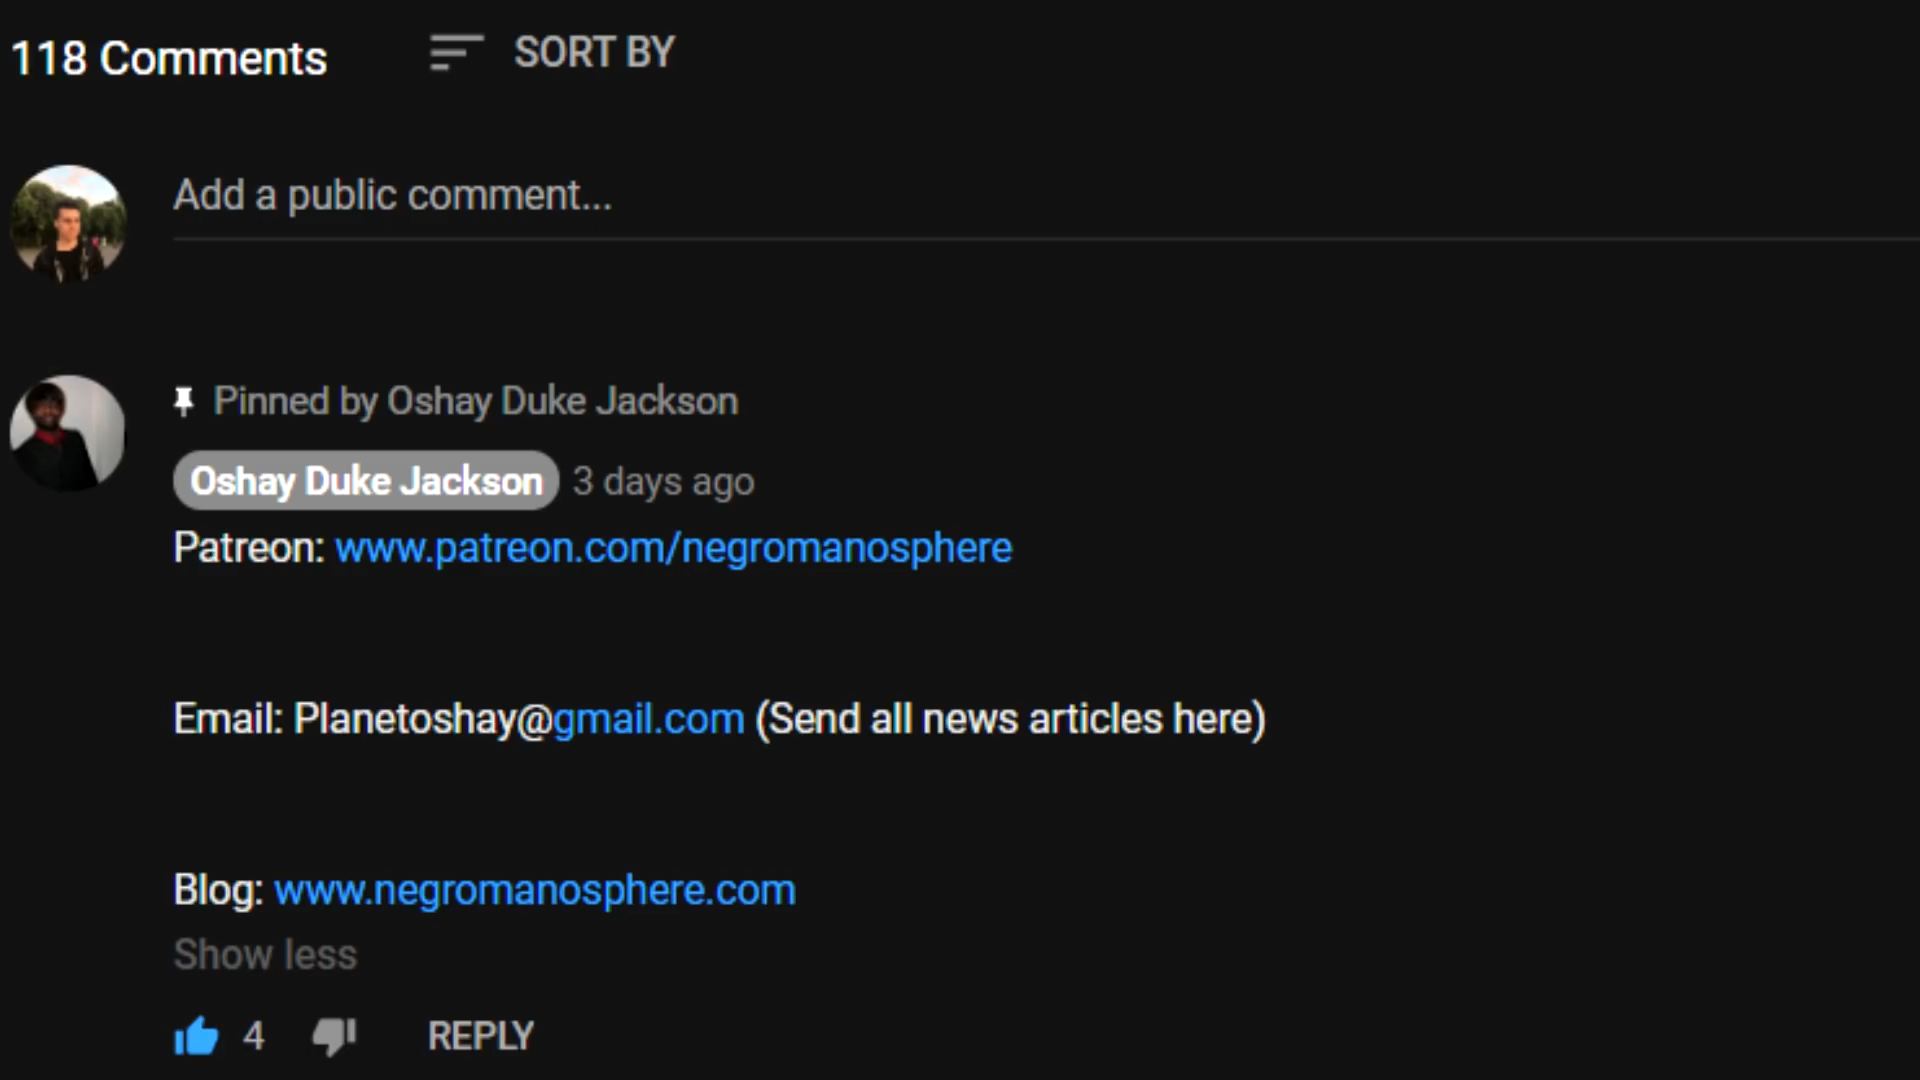 118 Comments
SORT BY
Add a public comment...
Pinned by Oshay Duke Jackson
Oshay Duke Jackson 3 days ago
Patreon: www.patreon.com/negromanosphere
Email: Planetoshay@gmail.com (Send all news articles here)
Blog: www.negromanosphere.com
Show less
4 REPLY